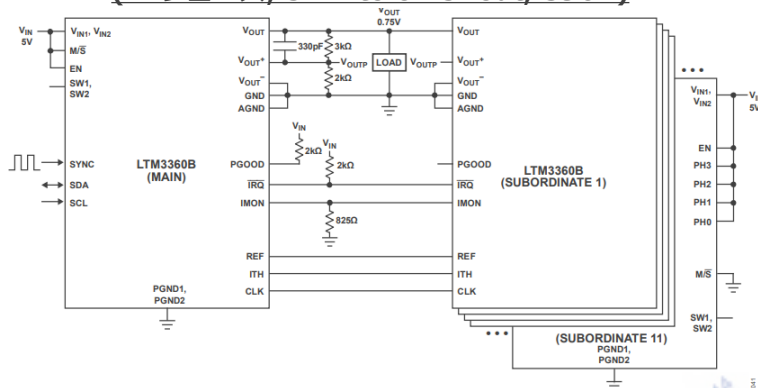 VOUT
0.75V
VIN
5V
VIN1, VIN2
M/S
EN
SW1,
SW2
SYNC
SDA
SCL
LTM3360B
(MAIN)
PGND1,
PGND2
VOUT
VOUT+
VOUT−
GND
AGND
PGOOD
IRQ
IMON
REF
ITH
CLK
330pF
3kΩ
2kΩ
VOUTP
LOAD
VOUTP
VIN
2kΩ
VIN
2kΩ
825Ω
VOUT
VOUT+
VOUT−
GND
AGND
PGOOD
IRQ
IMON
REF
ITH
CLK
LTM3360B
(SUBORDINATE 1)
•••
VIN1,
VIN2
EN
PH3
PH2
PH1
PH0
M/S
SW1,
SW2
5V
•••
(SUBORDINATE 11)
PGND1,
PGND2
041